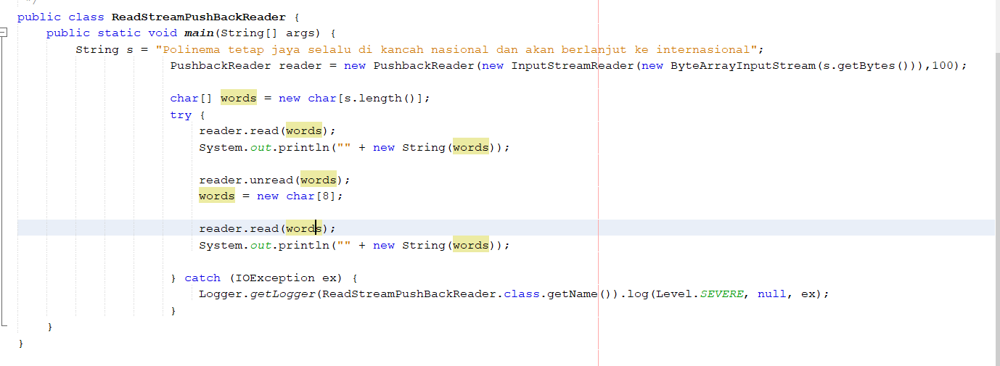 */
public class ReadStreamPushBackReader {
public static void main(String[] args) {
String s = "Polinema tetap jaya selalu di kancah nasional dan akan berlanjut ke internasional";
PushbackReader reader = new PushbackReader(new InputStreamReader(new ByteArrayInputStream(s.getBytes())),100);
char[] words = new char[s.length()];
try {
reader.read(words);
System.out.println("" + new String(words));
reader.unread(words);
words = new char[8];
reader.read(words);
System.out.println("" + new String(words));
} catch (IOException ex) {
Logger.getLogger(ReadStreamPushBackReader.class.getName()).log(Level.SEVERE, null, ex);
}
}
}